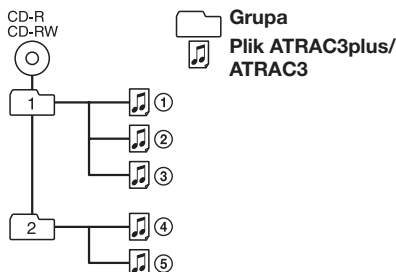 CD-R
CD-RW
Grupa
Plik ATRAC3plus/
ATRAC3
1
①
②
③
2
④
⑤